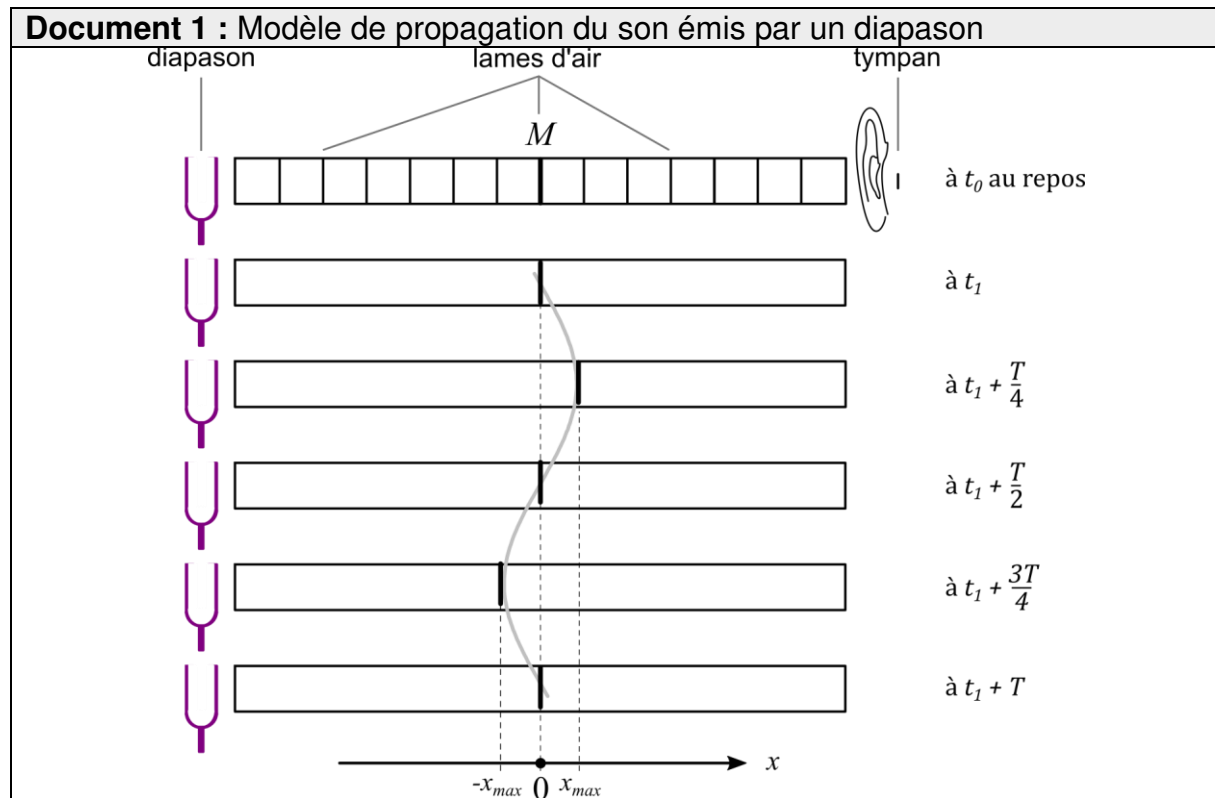 Document 1 : Modèle de propagation du son émis par un diapason
diapason lames d'air tympan
M
à t₀ au repos
à t₁
à t₁ + T/4
à t₁ + T/2
à t₁ + 3T/4
à t₁ + T
x
-xmax 0 xmax